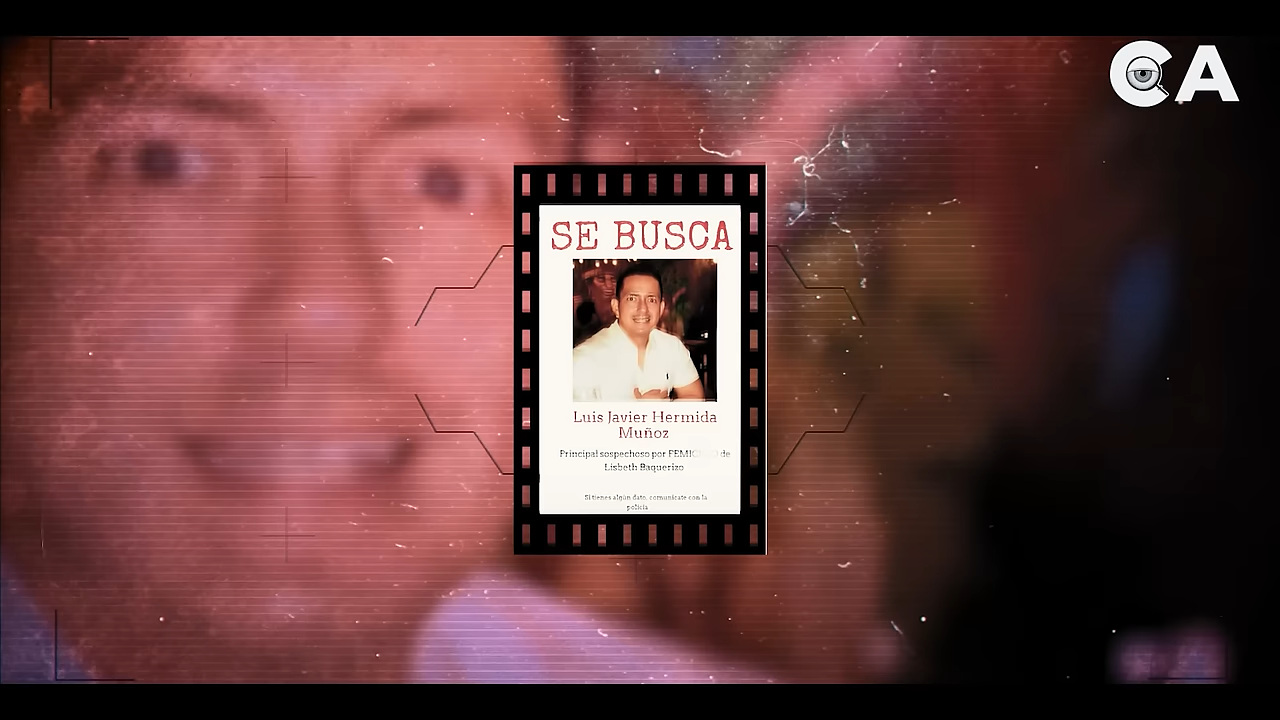 CA
SE BUSCA
Luis Javier Hermida
Muñoz
Principal sospechoso por de
Lisbeth Baquerizo
Si tienes algún dato, comunícate con la
policía